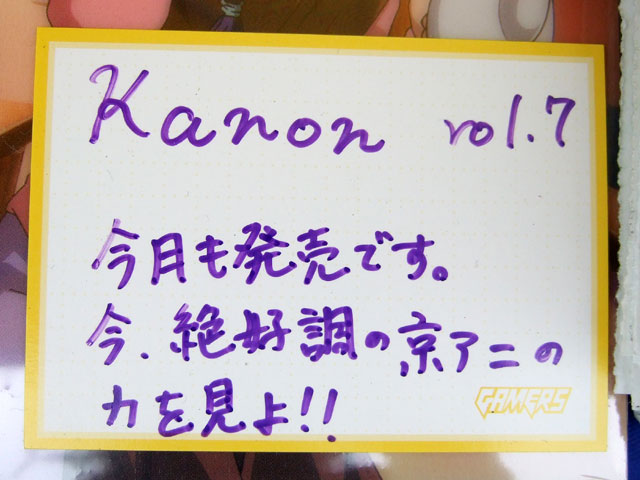 Kanon vol.7
今月も発売です。
今、絶好調の京アニの
力を見よ!!
GAMERS